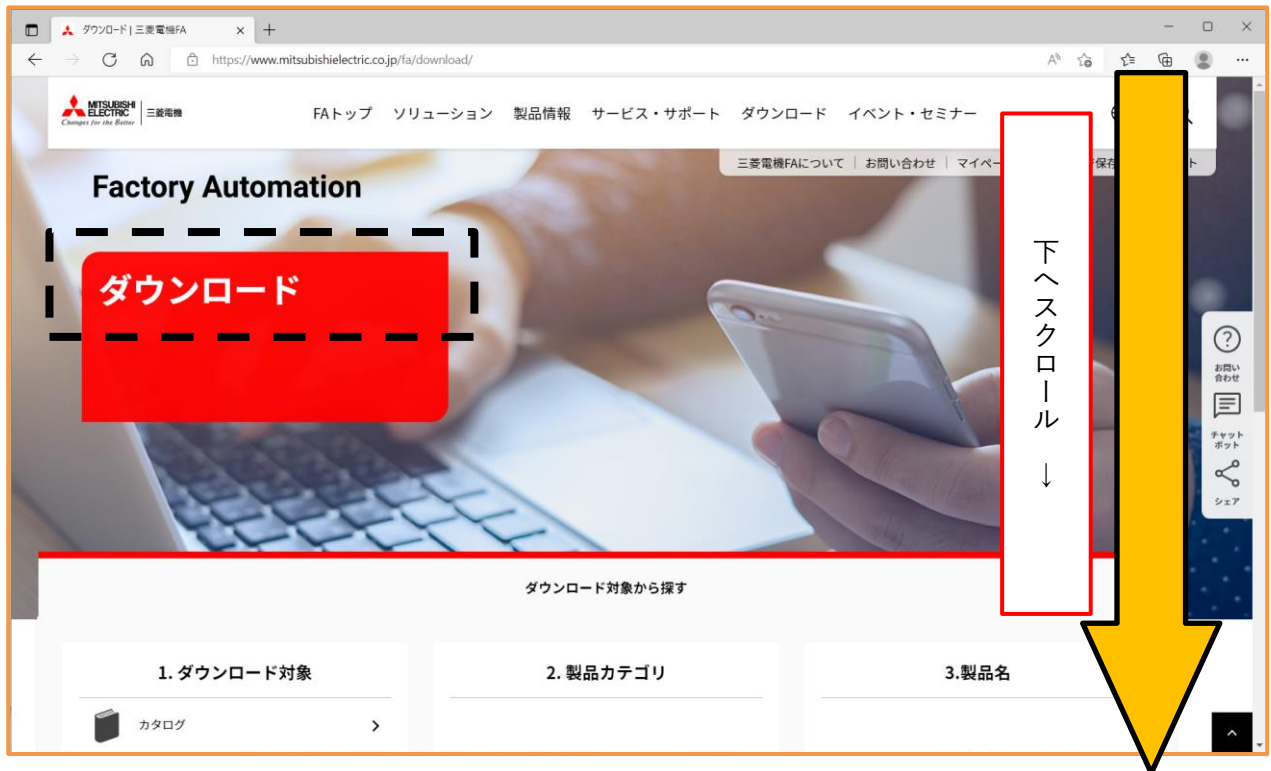 ダウンロード | 三菱電機FA
https://www.mitsubishielectric.co.jp/fa/download/
MITSUBISHI
ELECTRIC
Changes for the Better
三菱電機
FAトップ ソリューション 製品情報 サービス・サポート ダウンロード イベント・セミナー
三菱電機FAについて お問い合わせ マイペー 保存 ト
Factory Automation
ダウンロード
下へスクロール ↓
お問い
合わせ
チャット
ボット
シェア
ダウンロード対象から探す
1. ダウンロード対象 2. 製品カテゴリ 3.製品名
カタログ